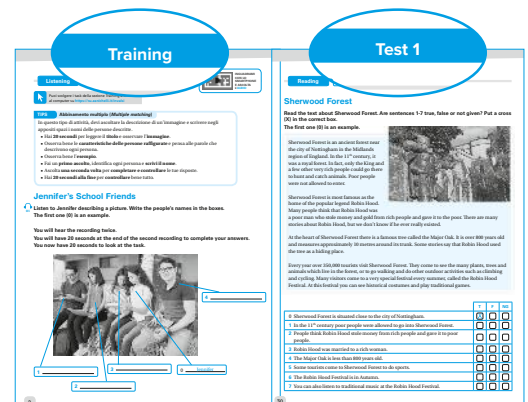 Training
Listening
INQUADRAMI
Puoi svolgere i task della sezione Training
al computer su
TIPS Abbinamento multiplo (Multiple matching)
In questo tipo di attività, devi ascoltare la descrizione di un'immagine e scrivere negli
appositi spazi i nomi delle persone descritte.
• Hai 20 secondi per leggere il titolo e osservare l'immagine.
• Osserva bene le caratteristiche delle persone raffigurate e pensa alle parole che
descrivono ogni persona.
• Osserva bene l'esempio.
• Fai un primo ascolto, identifica ogni persona e scrivi il nome.
• Ascolta una seconda volta per completare e controllare le tue risposte.
• Hai 20 secondi alla fine per controllare bene tutto.
Jennifer's School Friends
Listen to Jennifer describing a picture. Write the people's names in the boxes.
The first one (0) is an example.
You will hear the recording twice.
You will have 20 seconds at the end of the second recording to complete your answers.
You now have 20 seconds to look at the task.
4
1
2
3
0 Jennifer
Test 1
Reading
Sherwood Forest
Read the text about Sherwood Forest. Are sentences 1-7 true, false or not given? Put a cross
(X) in the correct box.
The first one (0) is an example.
Sherwood Forest is an ancient forest near
the city of Nottingham in the Midlands
region of England. In the 11th century, it
was a royal forest. In fact, only the King and
a few other very rich people could go there
to hunt and catch animals. Poor people
were not allowed to enter.
Sherwood Forest is most famous as the
home of the popular legend Robin Hood.
Many people think that Robin Hood was
a poor man who stole money and gold from rich people and gave it to the poor. There are many
stories about Robin Hood, but we don't know if he ever really existed.
At the heart of Sherwood Forest there is a famous tree called the Major Oak. It is over 800 years old
and measures approximately 10 metres around its trunk. Some stories say that Robin Hood used
the tree as a hiding place.
Every year over 350,000 tourists visit Sherwood Forest. They come to see the many plants, trees and
animals which live in the forest, or to go walking and do other outdoor activities such as climbing
and cycling. Many visitors come to a very special festival every summer, called the Robin Hood
Festival. At this festival you can see historical costumes and play traditional games.
T F NG
0 Sherwood Forest is situated close to the city of Nottingham. X
1 In the 11th century poor people were allowed to go into Sherwood Forest.
2 People think Robin Hood stole money from rich people and gave it to poor
people.
3 Robin Hood was married to a rich woman.
4 The Major Oak is less than 800 years old.
5 Some tourists come to Sherwood Forest to do sports.
6 The Robin Hood Festival is in Autumn.
7 You can also listen to traditional music at the Robin Hood Festival.